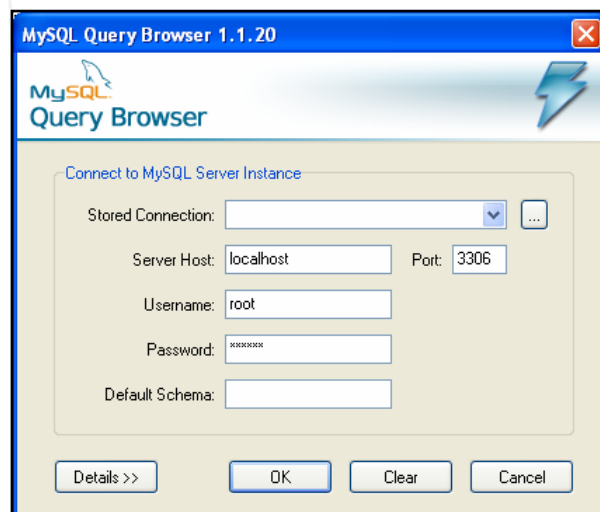 MySQL Query Browser 1.1.20
MySQL
Query Browser
Connect to MySQL Server Instance
Stored Connection:
...
Server Host: localhost Port: 3306
Username: root
Password: xxxxxx
Default Schema:
Details >> OK Clear Cancel